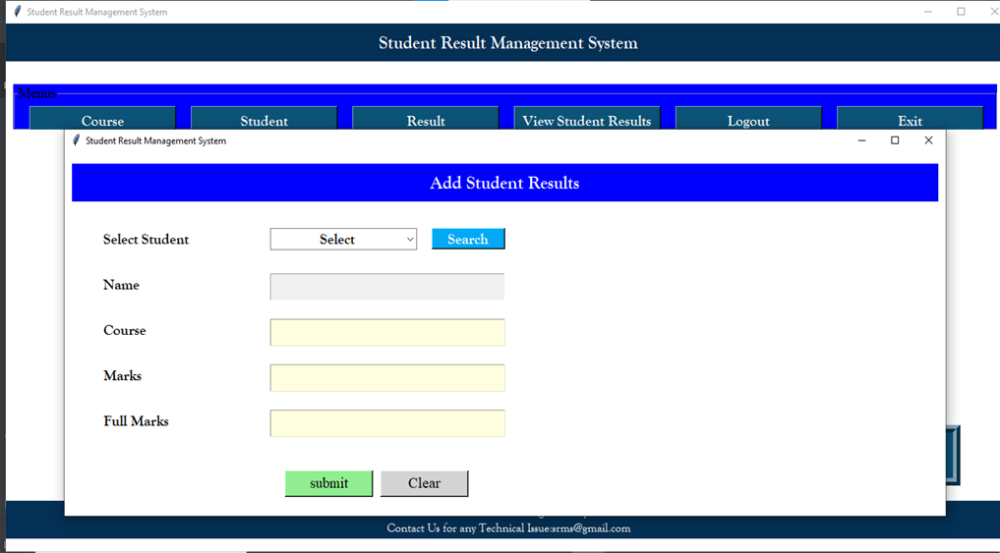 Student Result Management System
Student Result Management System
Menus
Course Student Result View Student Results Logout Exit
Student Result Management System
Add Student Results
Select Student Select Search
Name
Course
Marks
Full Marks
submit Clear
Contact Us for any Technical Issue:srms@gmail.com